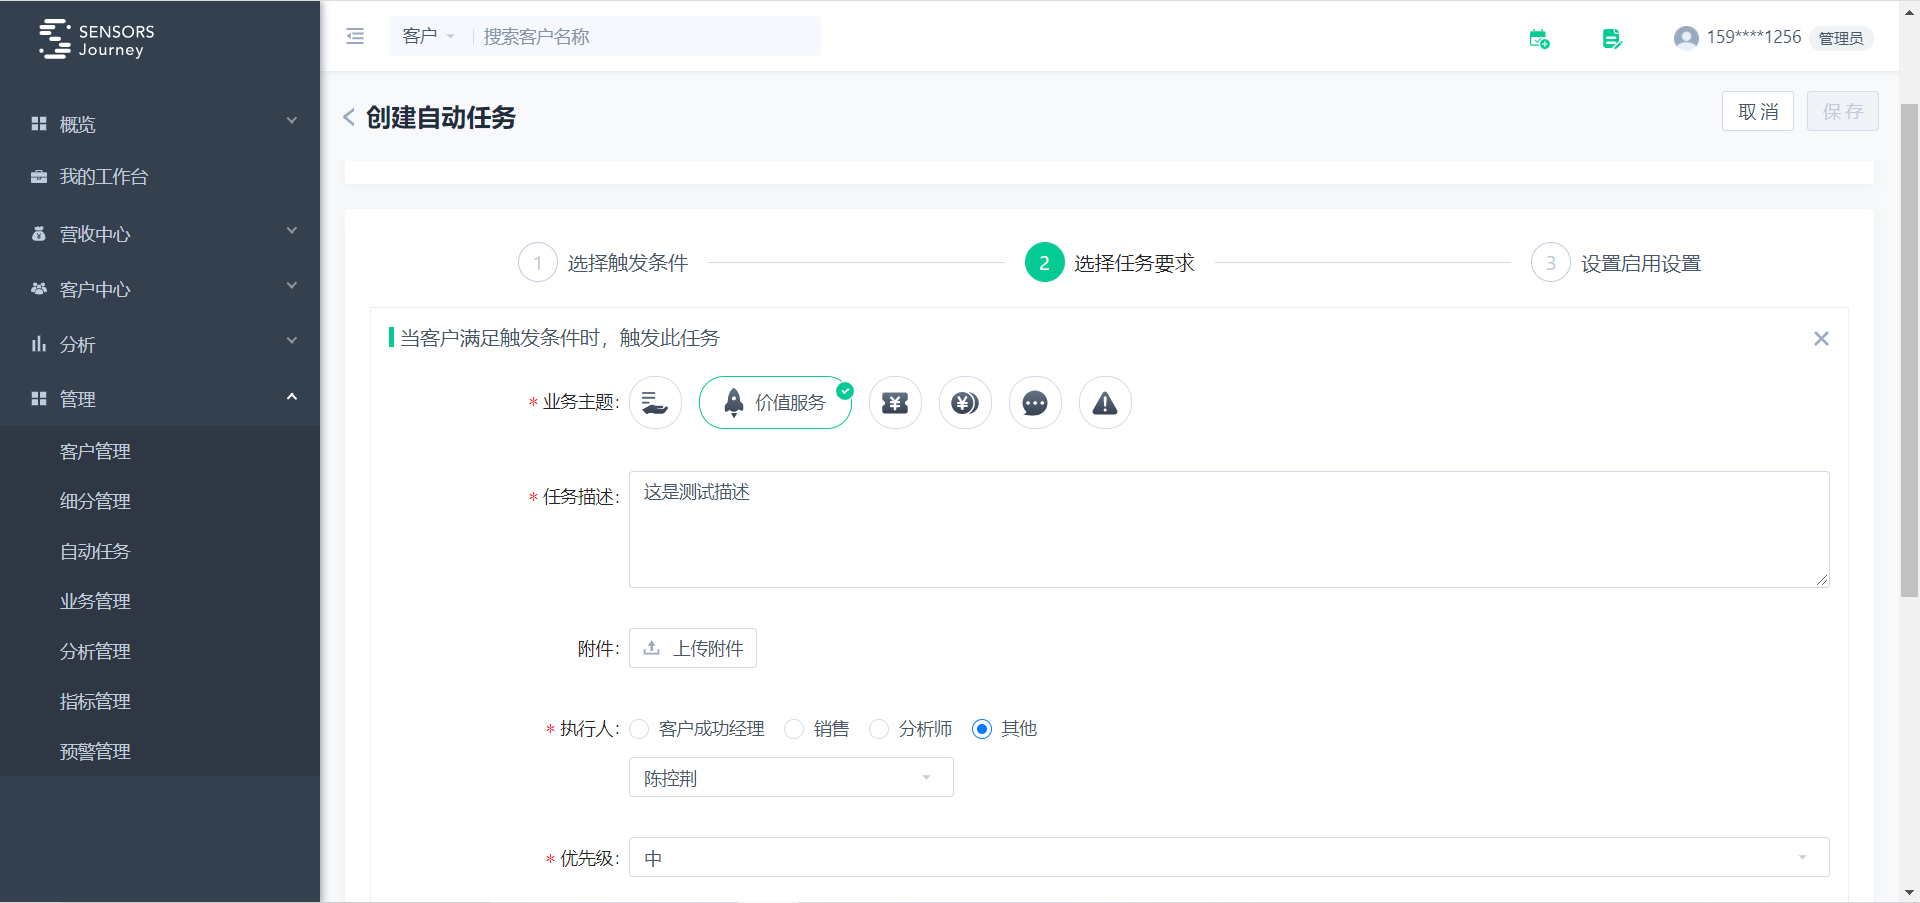 SENSORS
Journey
概览
我的工作台
营收中心
客户中心
分析
管理
客户管理
细分管理
自动任务
业务管理
分析管理
指标管理
预警管理
客户
搜索客户名称
159****1256
管理员
创建自动任务
取 消
保 存
1
选择触发条件
2
选择任务要求
3
设置启用设置
当客户满足触发条件时，触发此任务
* 业务主题:
价值服务
* 任务描述:
这是测试描述
附件:
上传附件
* 执行人:
客户成功经理
销售
分析师
其他
陈控荆
* 优先级:
中